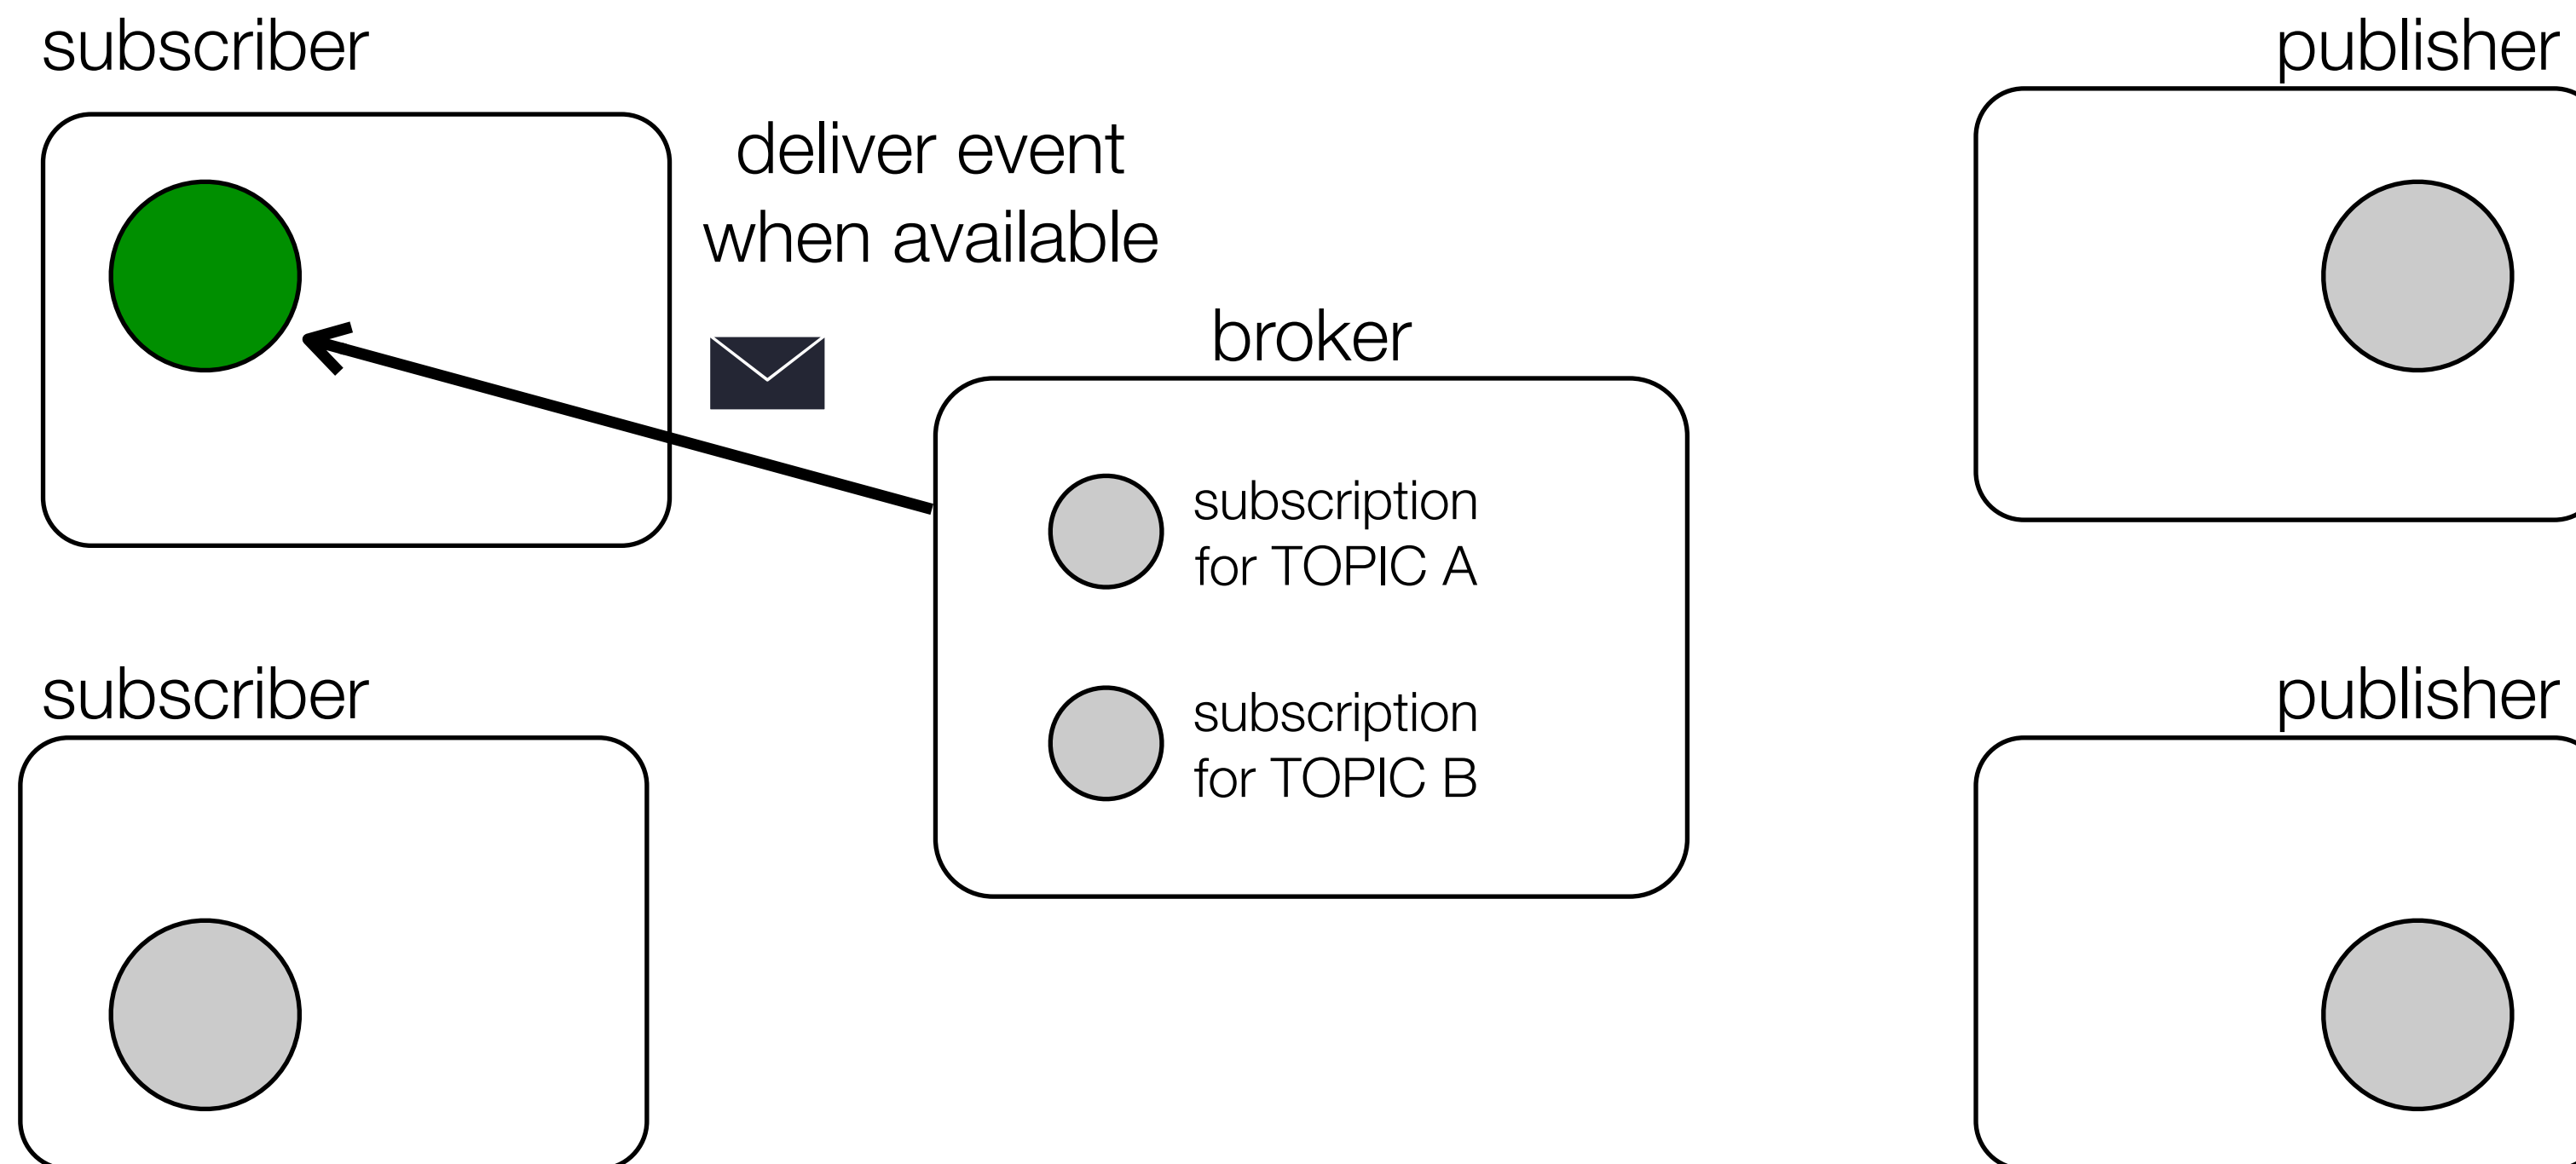 subscriber
publisher
deliver event
when available
broker
subscription
for TOPIC A
subscriber
publisher
subscription
for TOPIC B